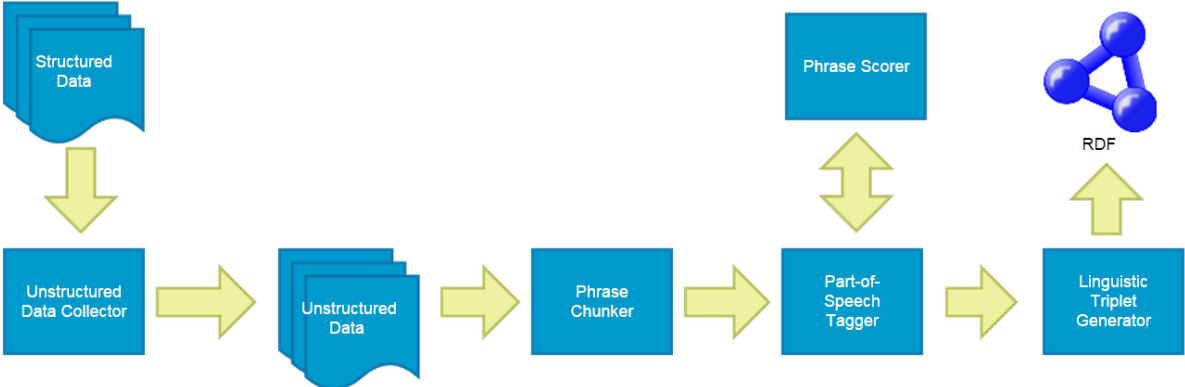 Structured
Data
Phrase Scorer
RDF
Unstructured
Data Collector
Unstructured
Data
Phrase
Chunker
Part-of-
Speech
Tagger
Linguistic
Triplet
Generator